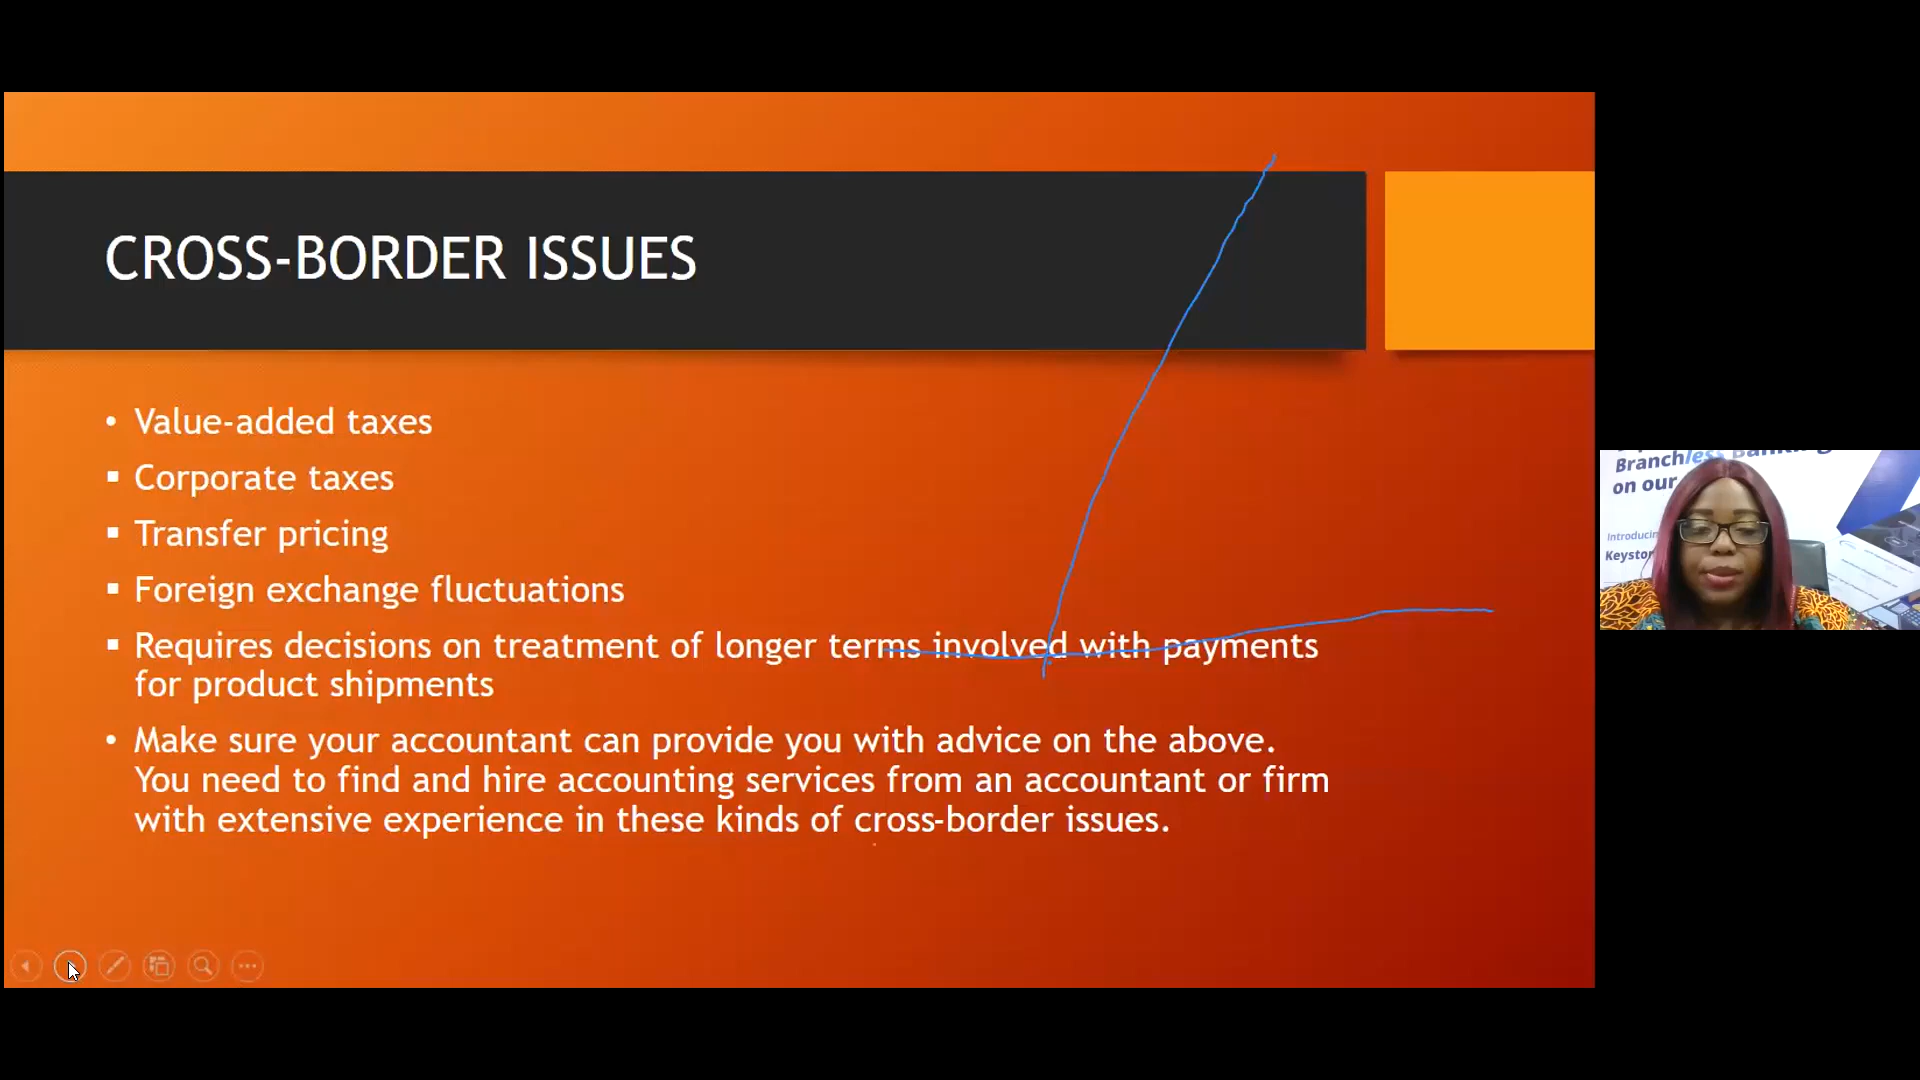 CROSS-BORDER ISSUES
• Value-added taxes
▪ Corporate taxes
▪ Transfer pricing
▪ Foreign exchange fluctuations
▪ Requires decisions on treatment of longer terms involved with payments
for product shipments
• Make sure your accountant can provide you with advice on the above.
You need to find and hire accounting services from an accountant or firm
with extensive experience in these kinds of cross-border issues.
Branchless Banking
on our